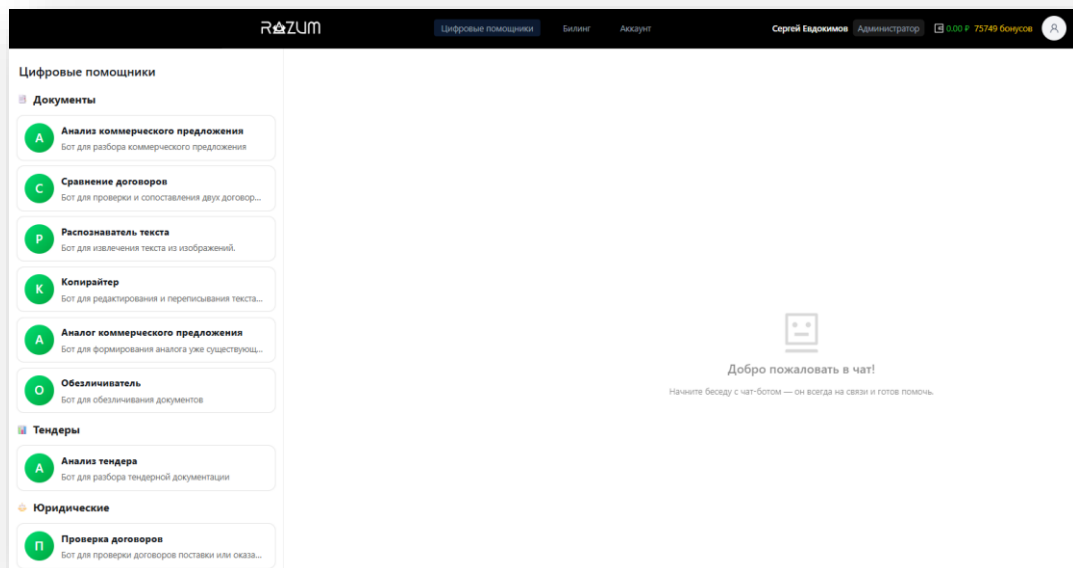 RAZUM
Цифровые помощники
Билинг
Аккаунт
Сергей Евдокимов
Администратор
0.00 ₽
75749 бонусов
Цифровые помощники
Документы
А
Анализ коммерческого предложения
Бот для разбора коммерческого предложения
С
Сравнение договоров
Бот для проверки и сопоставления двух договор...
Р
Распознаватель текста
Бот для извлечения текста из изображений.
К
Копирайтер
Бот для редактирования и переписывания текста...
А
Аналог коммерческого предложения
Бот для формирования аналога уже существующ...
О
Обезличиватель
Бот для обезличивания документов
Тендеры
А
Анализ тендера
Бот для разбора тендерной документации
Юридические
П
Проверка договоров
Бот для проверки договоров поставки или оказа...
Добро пожаловать в чат!
Начните беседу с чат-ботом — он всегда на связи и готов помочь.